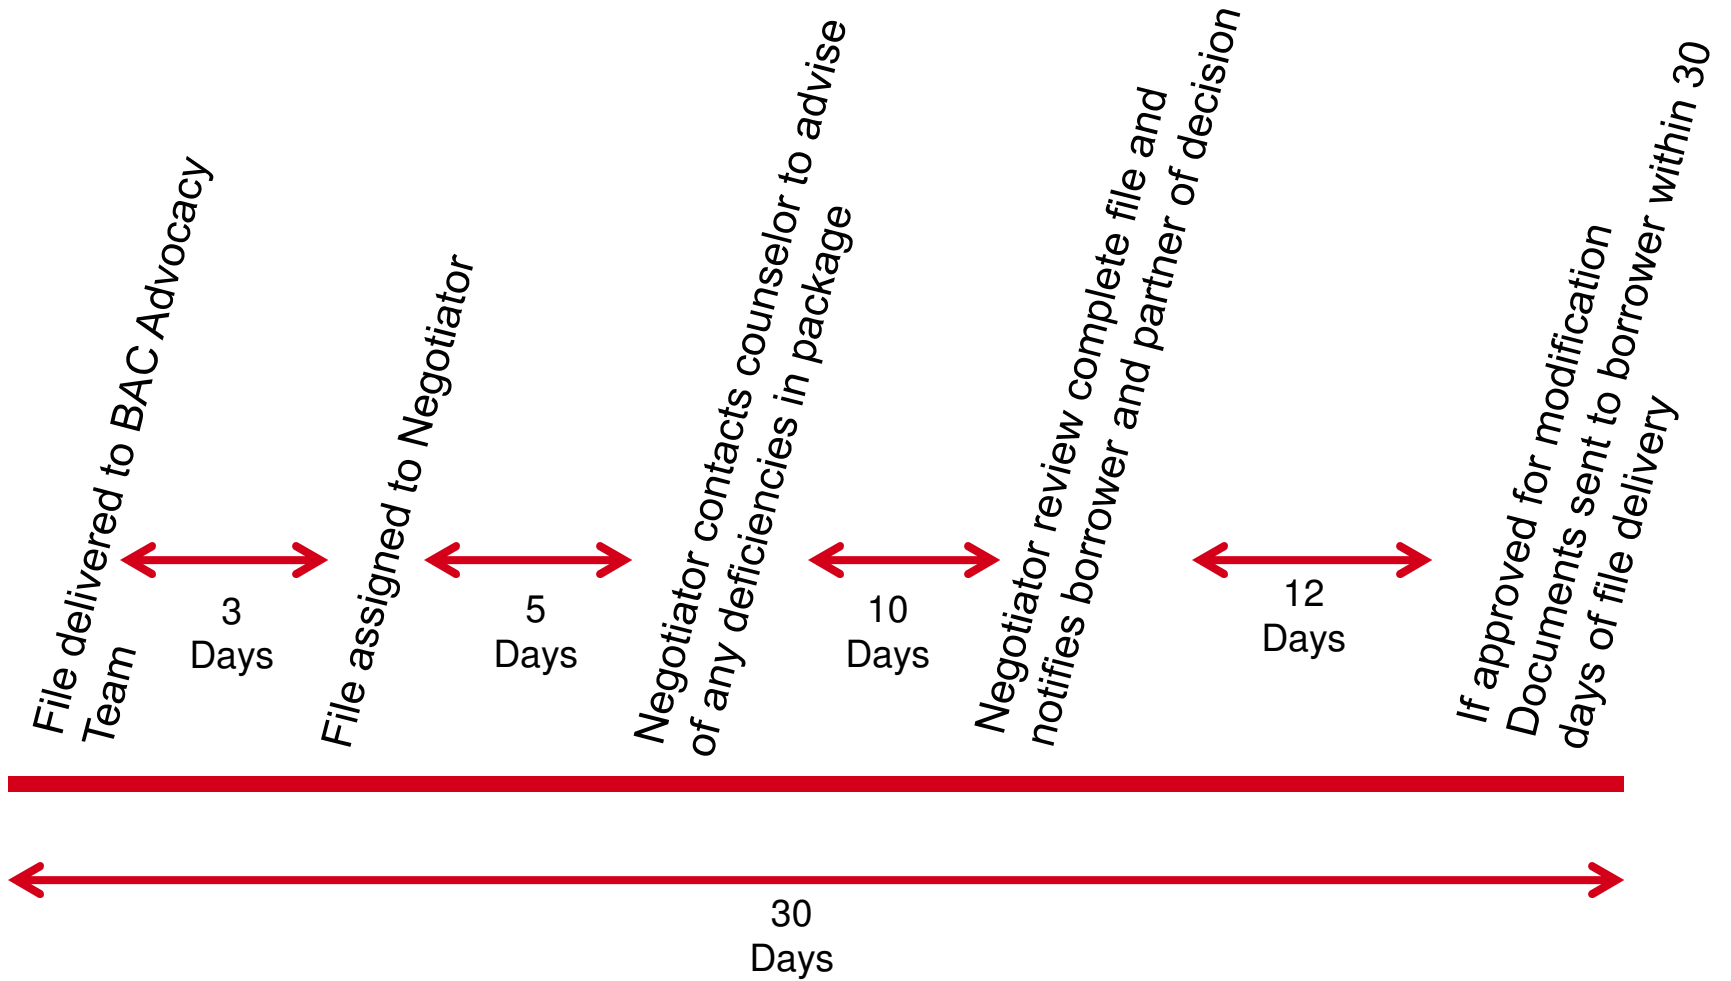 File delivered to BAC Advocacy
Team
3
Days
File assigned to Negotiator
5
Days
Negotiator contacts counselor to advise
of any deficiencies in package
10
Days
Negotiator review complete file and
notifies borrower and partner of decision
12
Days
If approved for modification
Documents sent to borrower within 30
days of file delivery
30
Days